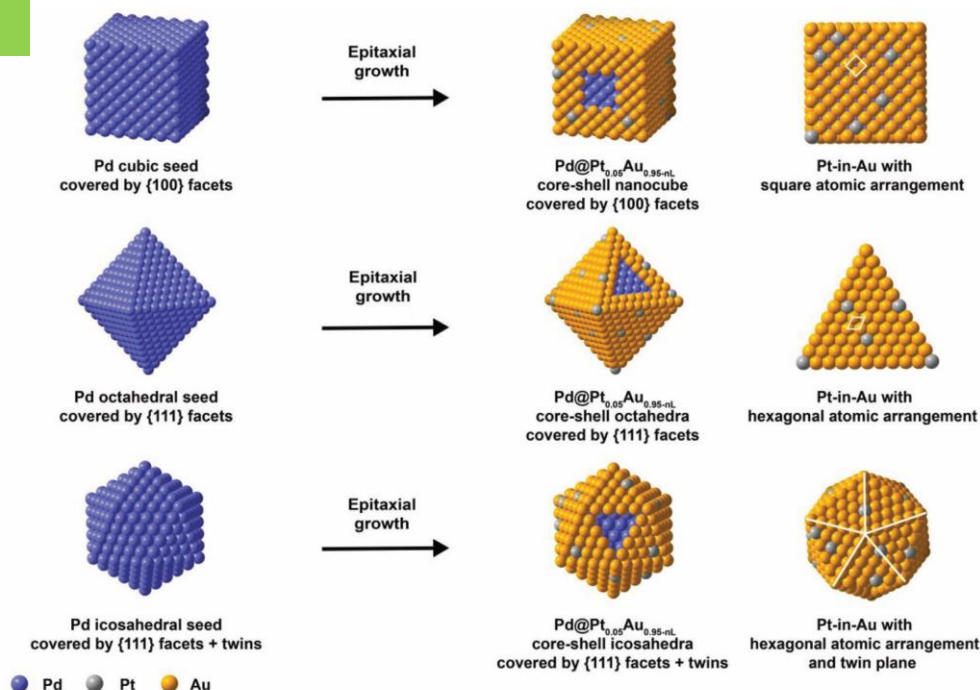 Epitaxial
growth
Pd cubic seed
covered by {100} facets
Pd@Pt0.05Au0.95-nL
core-shell nanocube
covered by {100} facets
Pt-in-Au with
square atomic arrangement
Epitaxial
growth
Pd octahedral seed
covered by {111} facets
Pd@Pt0.05Au0.95-nL
core-shell octahedra
covered by {111} facets
Pt-in-Au with
hexagonal atomic arrangement
Epitaxial
growth
Pd icosahedral seed
covered by {111} facets + twins
Pd@Pt0.05Au0.95-nL
core-shell icosahedra
covered by {111} facets + twins
Pt-in-Au with
hexagonal atomic arrangement
and twin plane
Pd Pt Au